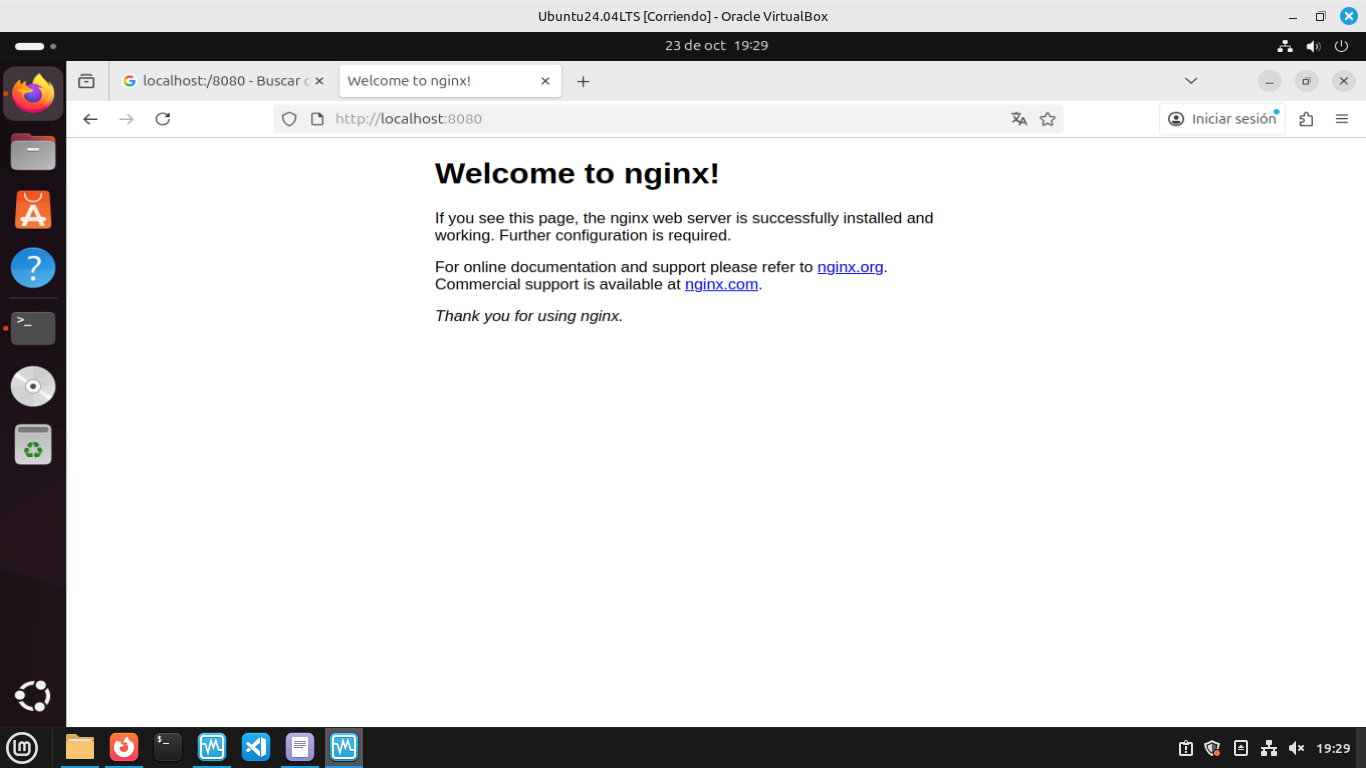 Ubuntu24.04LTS [Corriendo] - Oracle VirtualBox
23 de oct 19:29
localhost:/8080 - Buscar c
Welcome to nginx!
http://localhost:8080
Iniciar sesión
Welcome to nginx!
If you see this page, the nginx web server is successfully installed and
working. Further configuration is required.
For online documentation and support please refer to nginx.org.
Commercial support is available at nginx.com.
Thank you for using nginx.
19:29